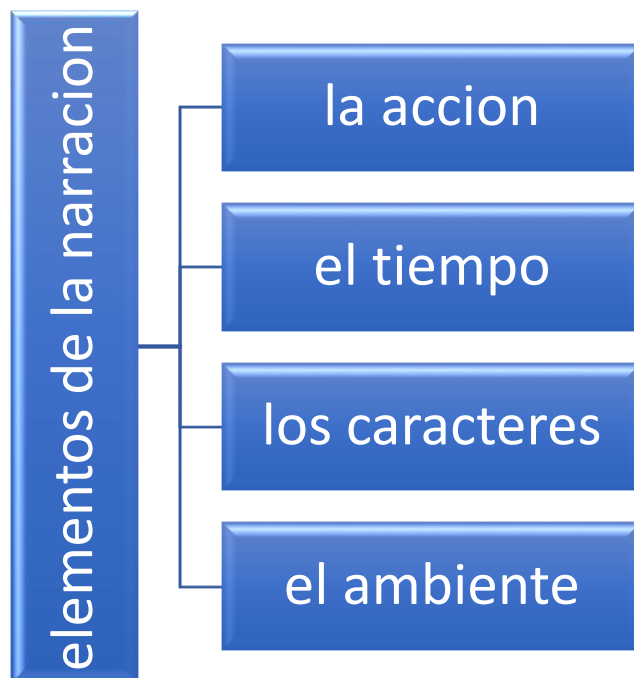 elementos de la narracion
la accion
el tiempo
los caracteres
el ambiente